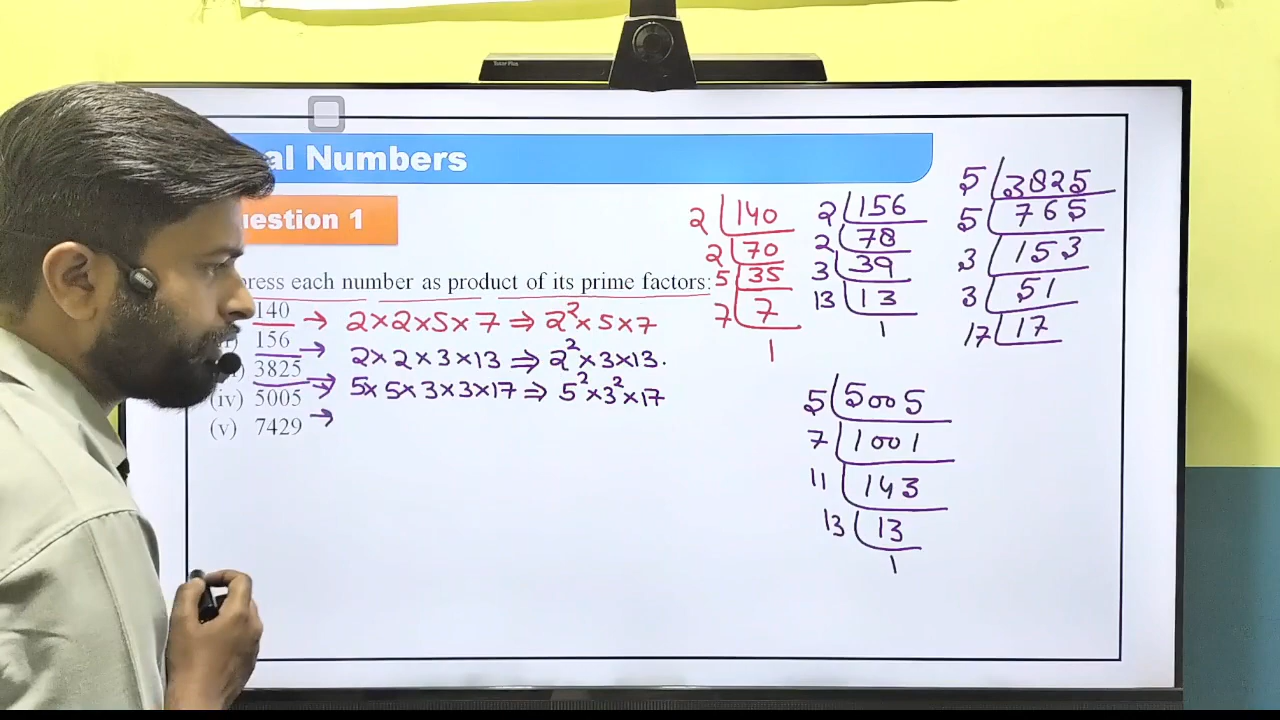 Tutor Plus
al Numbers
uestion 1
ress each number as product of its prime factors:
140 → 2×2×5×7 ⇒ 2²×5×7
156 → 2×2×3×13 ⇒ 2²×3×13.
3825 → 5×5×3×3×17 ⇒ 5²×3²×17
(iv) 5005 →
(v) 7429 →
2 140
2 70
5 35
7 7
1
2 156
2 78
3 39
13 13
1
5 3825
5 765
3 153
3 51
17 17
5 5005
7 1001
11 143
13 13
1